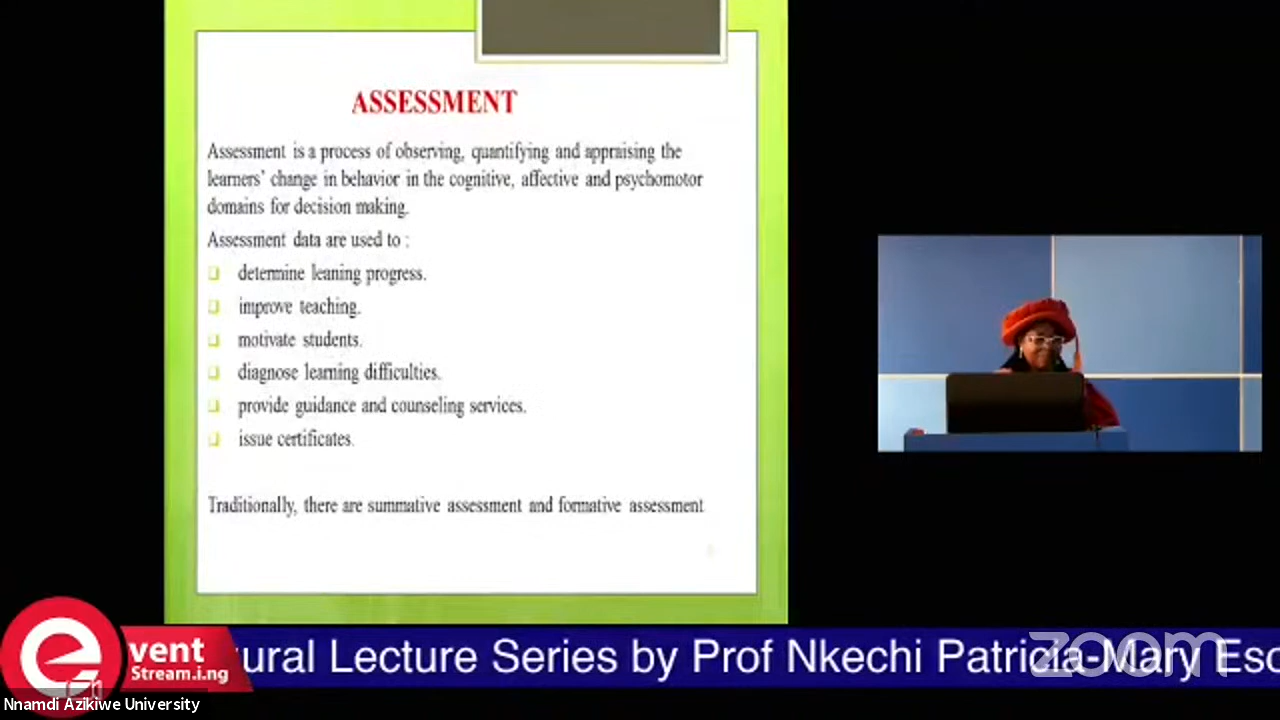 ASSESSMENT
Assessment is a process of observing, quantifying and appraising the
learners' change in behavior in the cognitive, affective and psychomotor
domains for decision making.
Assessment data are used to :
determine leaning progress.
improve teaching.
motivate students.
diagnose learning difficulties.
provide guidance and counseling services.
issue certificates.
Traditionally, there are summative assessment and formative assessment
e
vent
Stream.i.ng
ural Lecture Series by Prof Nkechi Patricia-Mary Esc
zoom
Nnamdi Azikiwe University